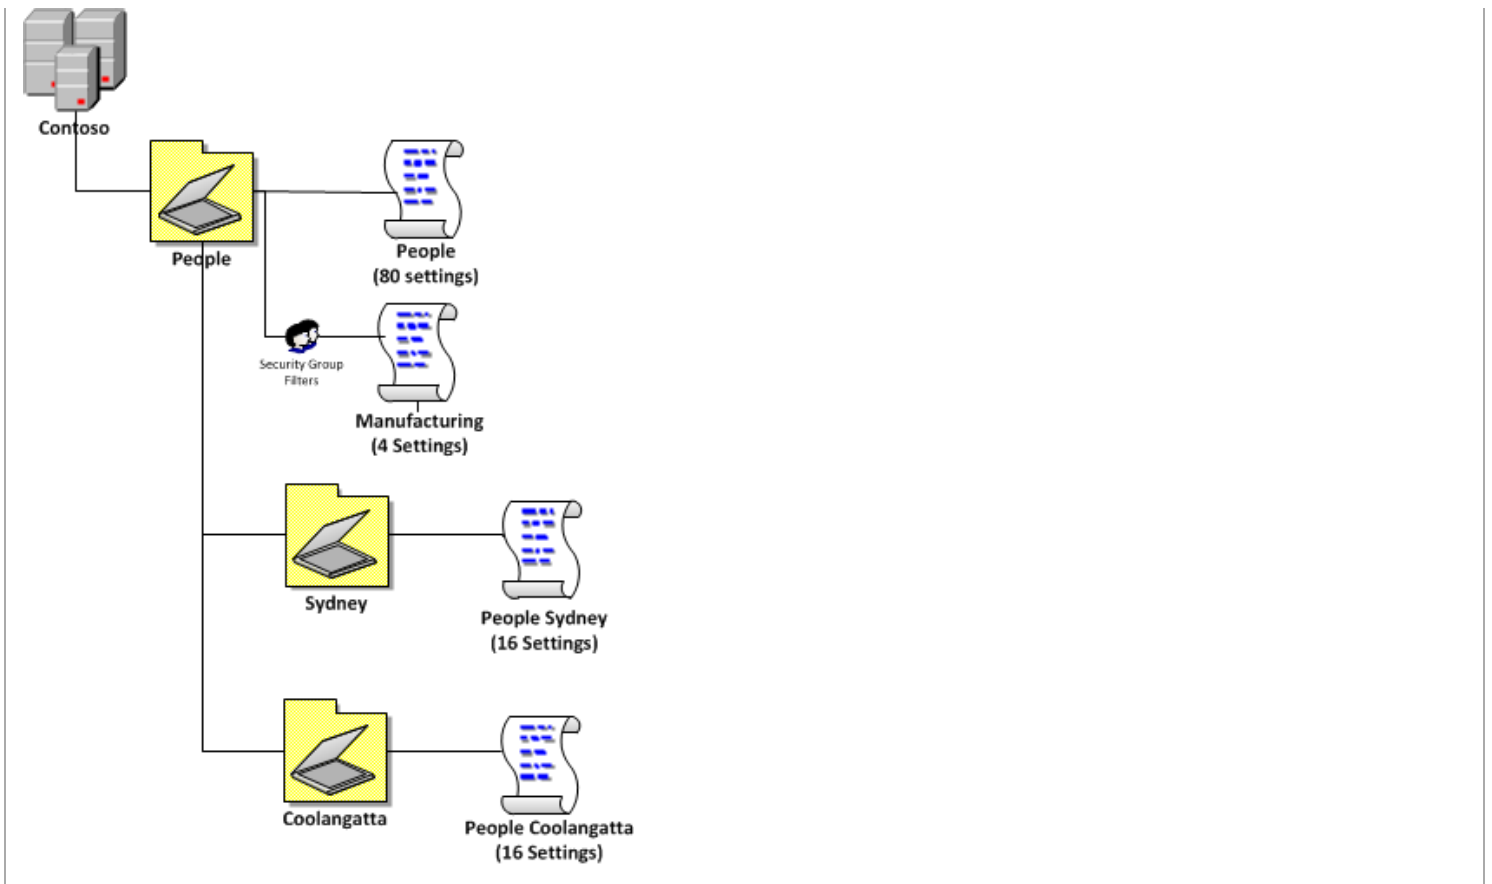 Contoso
People
People
(80 settings)
Security Group
Filters
Manufacturing
(4 Settings)
Sydney
People Sydney
(16 Settings)
Coolangatta
People Coolangatta
(16 Settings)